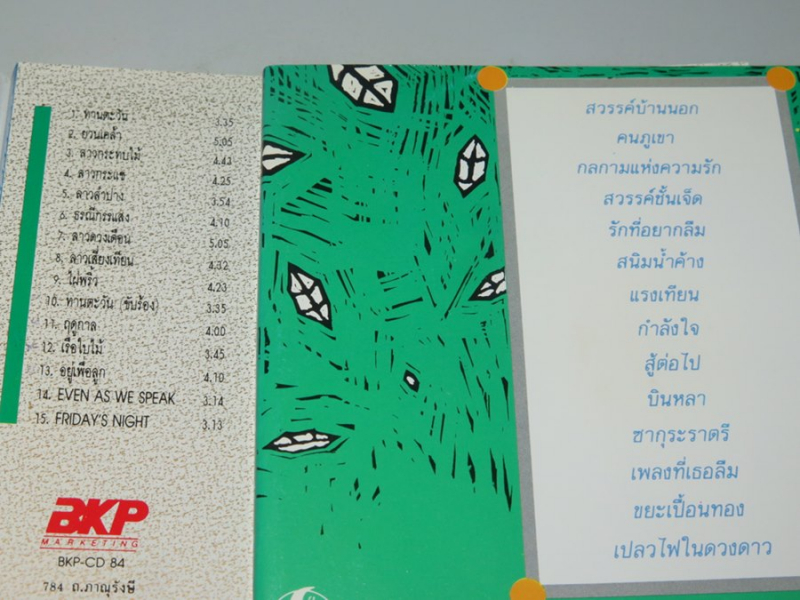 1. ทานตะวัน 3.35
2. ยวนเคล้า 5.05
3. ลาวกระทบไม้ 4.43
4. ลาวกระแซ 4.25
5. ลาวลำปาง 3.54
6. ธรณีกรรแสง 4.10
7. ลาวดวงเดือน 5.05
8. ลาวเสี่ยงเทียน 4.32
9. ไผ่พริ้ว 4.23
10. ทานตะวัน (ขับร้อง) 3.35
11. ฤดูกาล 4.00
12. เรือใบไม้ 3.45
13. อยู่เพื่อลูก 4.10
14. EVEN AS WE SPEAK 3.14
15. FRIDAY'S NIGHT 3.13
BKP
MARKETING
BKP-CD 84
784 ถ.ภาณุรังษี
สวรรค์บ้านนอก
คนภูเขา
กลกามแห่งความรัก
สวรรค์ชั้นเจ็ด
รักที่อยากลืม
สนิมน้ำค้าง
แรงเทียน
กำลังใจ
สู้ต่อไป
บินหลา
ซากุระราตรี
เพลงที่เธอลืม
ขยะเปื้อนทอง
เปลวไฟในดวงดาว